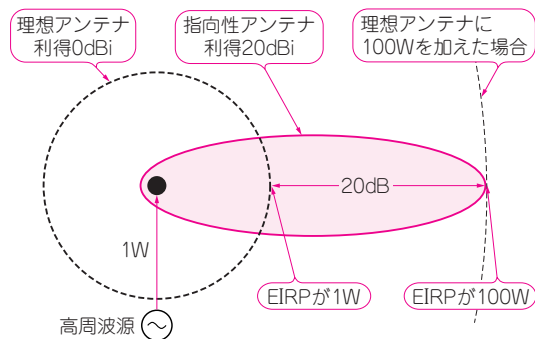 理想アンテナ
利得0dBi
指向性アンテナ
利得20dBi
理想アンテナに
100Wを加えた場合
20dB
1W
EIRPが1W
EIRPが100W
高周波源